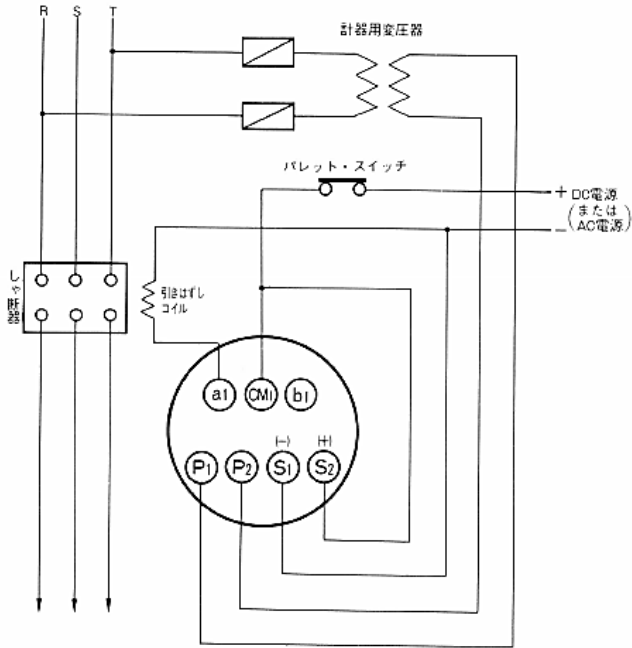 R S T
計器用変圧器
パレット・スイッチ
+ DC電源
(または
− AC電源)
しゃ断器
引きはずし
コイル
a1 CM1 b1
(−) (+)
P1 P2 S1 S2